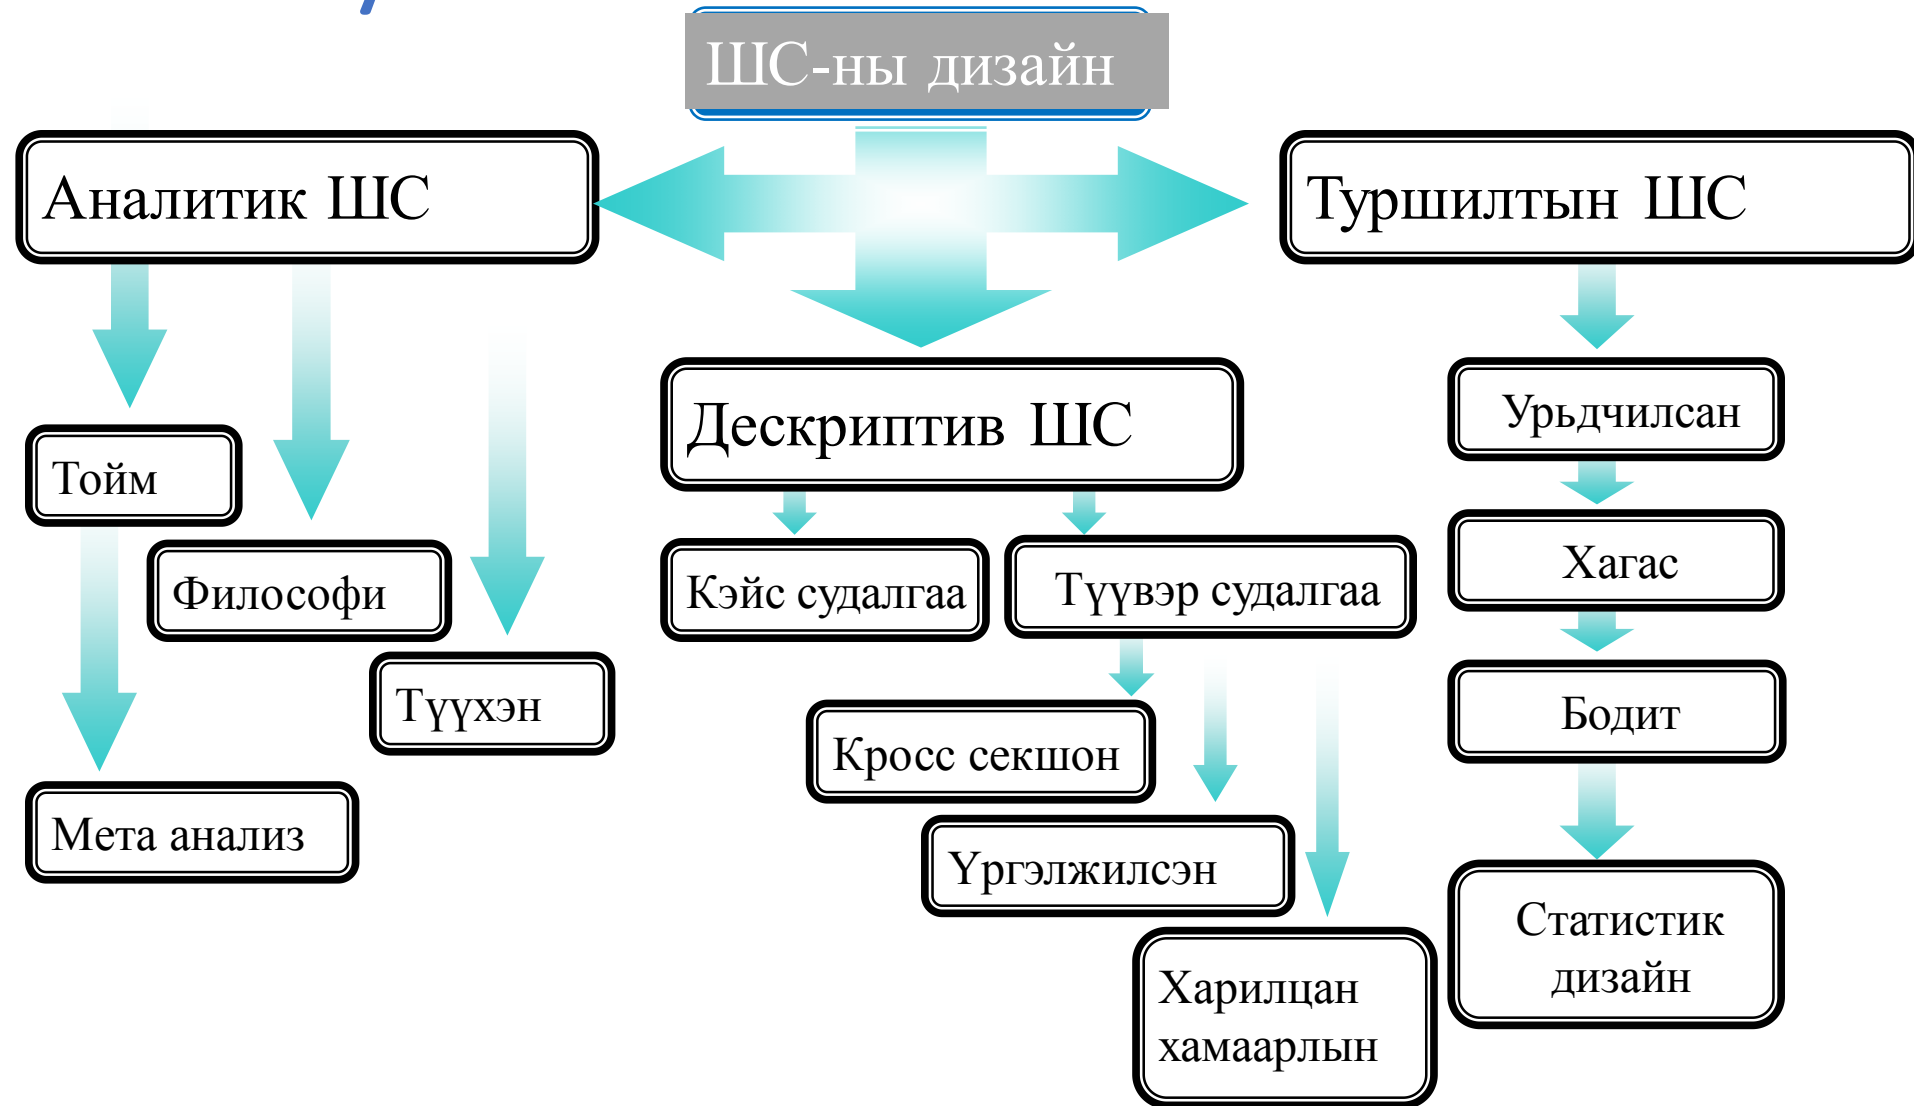 ШС-ны дизайн
Аналитик ШС
Туршилтын ШС
Дескриптив ШС
Тойм
Философи
Түүхэн
Мета анализ
Кэйс судалгаа
Түүвэр судалгаа
Кросс секшон
Үргэлжилсэн
Харилцан
хамаарлын
Урьдчилсан
Хагас
Бодит
Статистик
дизайн